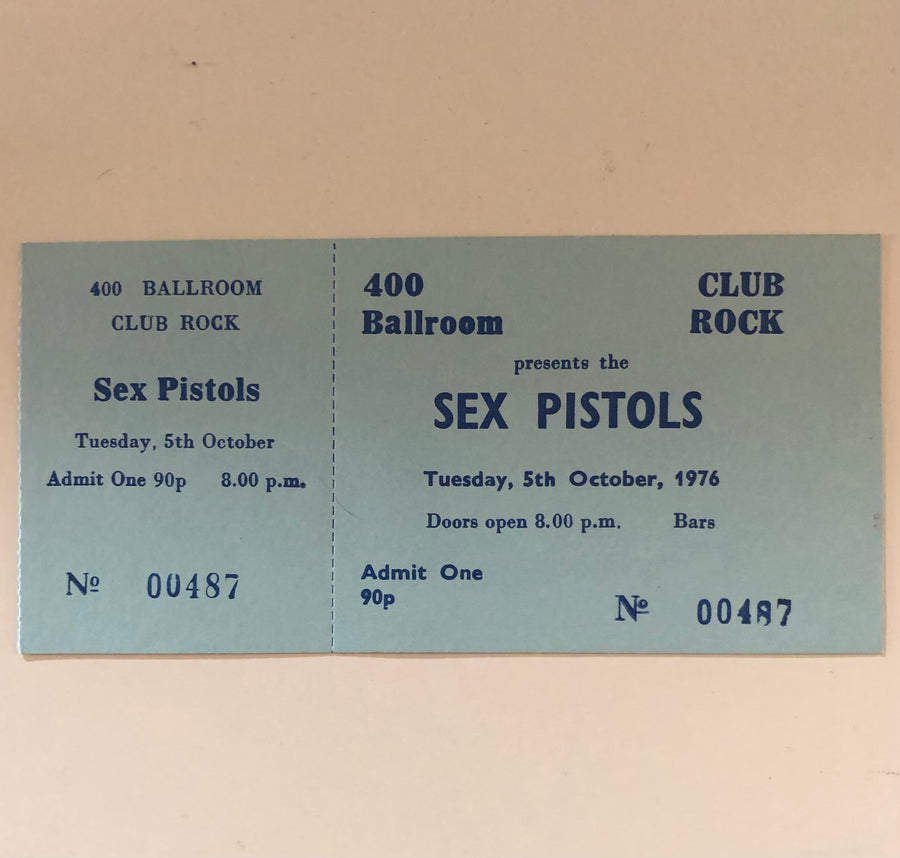 400 BALLROOM
CLUB ROCK
Sex Pistols
Tuesday, 5th October
Admit One 90p 8.00 p.m.
Nº 00487
400 CLUB
Ballroom ROCK
presents the
SEX PISTOLS
Tuesday, 5th October, 1976
Doors open 8.00 p.m. Bars
Admit One
90p
Nº 00487